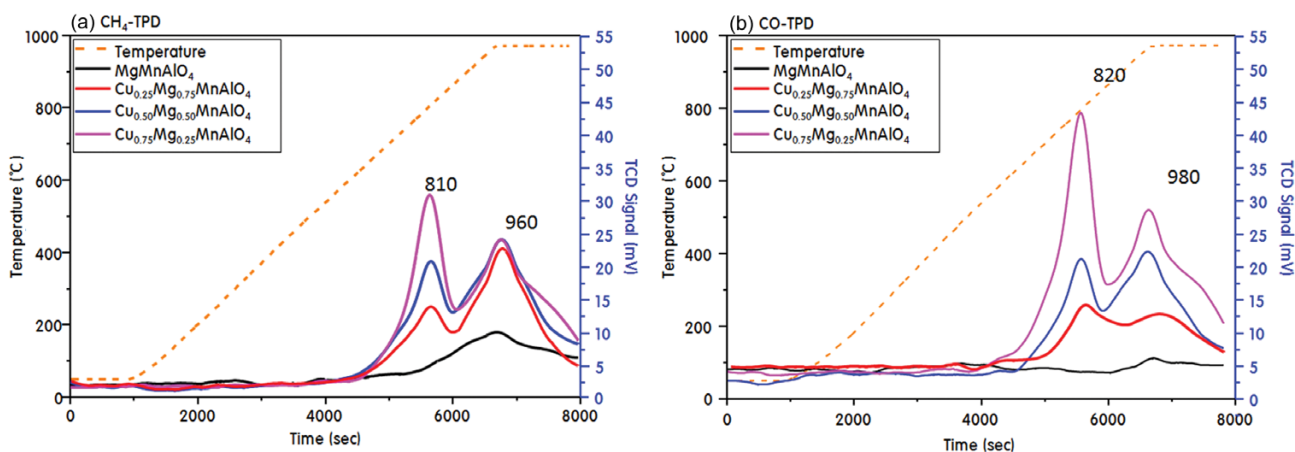 (a) CH₄-TPD
1000
800
600
400
200
0
Temperature (℃)
Temperature
MgMnAlO₄
Cu₀.₂₅Mg₀.₇₅MnAlO₄
Cu₀.₅₀Mg₀.₅₀MnAlO₄
Cu₀.₇₅Mg₀.₂₅MnAlO₄
810
960
55
50
45
40
35
30
25
20
15
10
5
0
TCD Signal (mV)
0 2000 4000 6000 8000
Time (sec)
(b) CO-TPD
1000
800
600
400
200
0
Temperature (℃)
Temperature
MgMnAlO₄
Cu₀.₂₅Mg₀.₇₅MnAlO₄
Cu₀.₅₀Mg₀.₅₀MnAlO₄
Cu₀.₇₅Mg₀.₂₅MnAlO₄
820
980
55
50
45
40
35
30
25
20
15
10
5
0
TCD Signal (mV)
0 2000 4000 6000 8000
Time (sec)